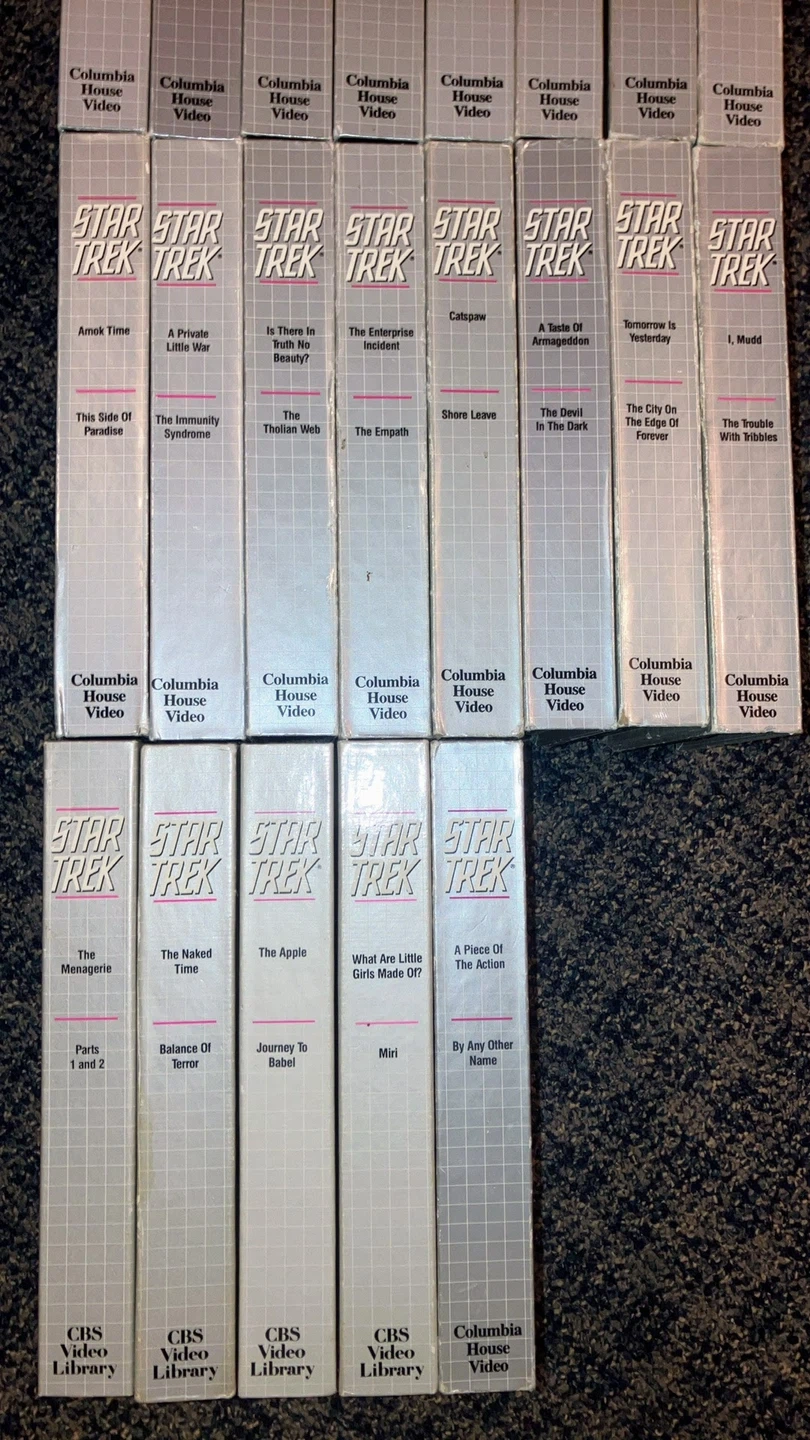 Columbia
House
Video
Columbia
House
Video
Columbia
House
Video
Columbia
House
Video
Columbia
House
Video
Columbia
House
Video
Columbia
House
Video
Columbia
House
Video
STAR
TREK
Amok Time
This Side Of
Paradise
Columbia
House
Video
STAR
TREK
A Private
Little War
The Immunity
Syndrome
Columbia
House
Video
STAR
TREK
Is There In
Truth No
Beauty?
The
Tholian Web
Columbia
House
Video
STAR
TREK
The Enterprise
Incident
The Empath
Columbia
House
Video
STAR
TREK
Catspaw
Shore Leave
Columbia
House
Video
STAR
TREK
A Taste Of
Armageddon
The Devil
In The Dark
Columbia
House
Video
STAR
TREK
Tomorrow Is
Yesterday
The City On
The Edge Of
Forever
Columbia
House
Video
STAR
TREK
I, Mudd
The Trouble
With Tribbles
Columbia
House
Video
STAR
TREK
The
Menagerie
Parts
1 and 2
CBS
Video
Library
STAR
TREK
The Naked
Time
Balance Of
Terror
CBS
Video
Library
STAR
TREK®
The Apple
Journey To
Babel
CBS
Video
Library
STAR
TREK
What Are Little
Girls Made Of?
Miri
CBS
Video
Library
STAR
TREK®
A Piece Of
The Action
By Any Other
Name
Columbia
House
Video